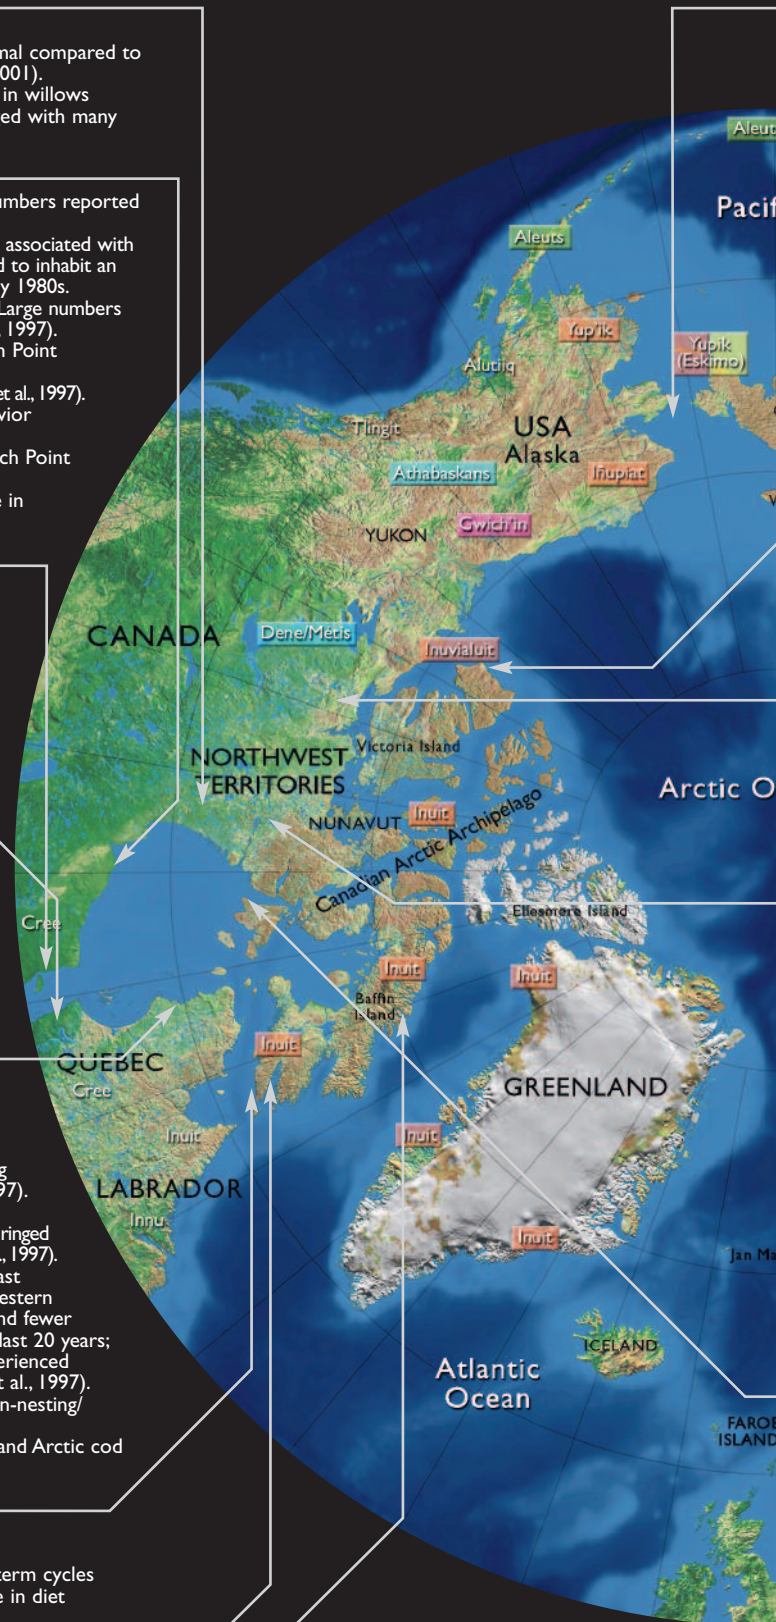 mal compared to
001).
in willows
ed with many
umbers reported
associated with
d to inhabit an
y 1980s.
Large numbers
, 1997).
h Point
et al., 1997).
vior
ch Point
e in
g
97).
ringed
., 1997).
ast
estern
nd fewer
last 20 years;
erienced
t al., 1997).
n-nesting/
and Arctic cod
term cycles
e in diet
Aleut
Pacif
Aleuts
Yup'ik
Yupik
(Eskimo)
Alutiiq
Tlingit
USA
Alaska
Athabaskans
Iñupiat
Gwich'in
YUKON
CANADA
Dene/Métis
Inuvialuit
Victoria Island
NORTHWEST
TERRITORIES
Arctic O
NUNAVUT
Inuit
Canadian Arctic Archipelago
Ellesmere Island
Cree
Inuit
Inuit
Baffin
Island
Inuit
QUEBEC
Cree
GREENLAND
Inuit
Inuit
LABRADOR
Innu
Inuit
Jan Ma
ICELAND
Atlantic
Ocean
FAROE
ISLAND